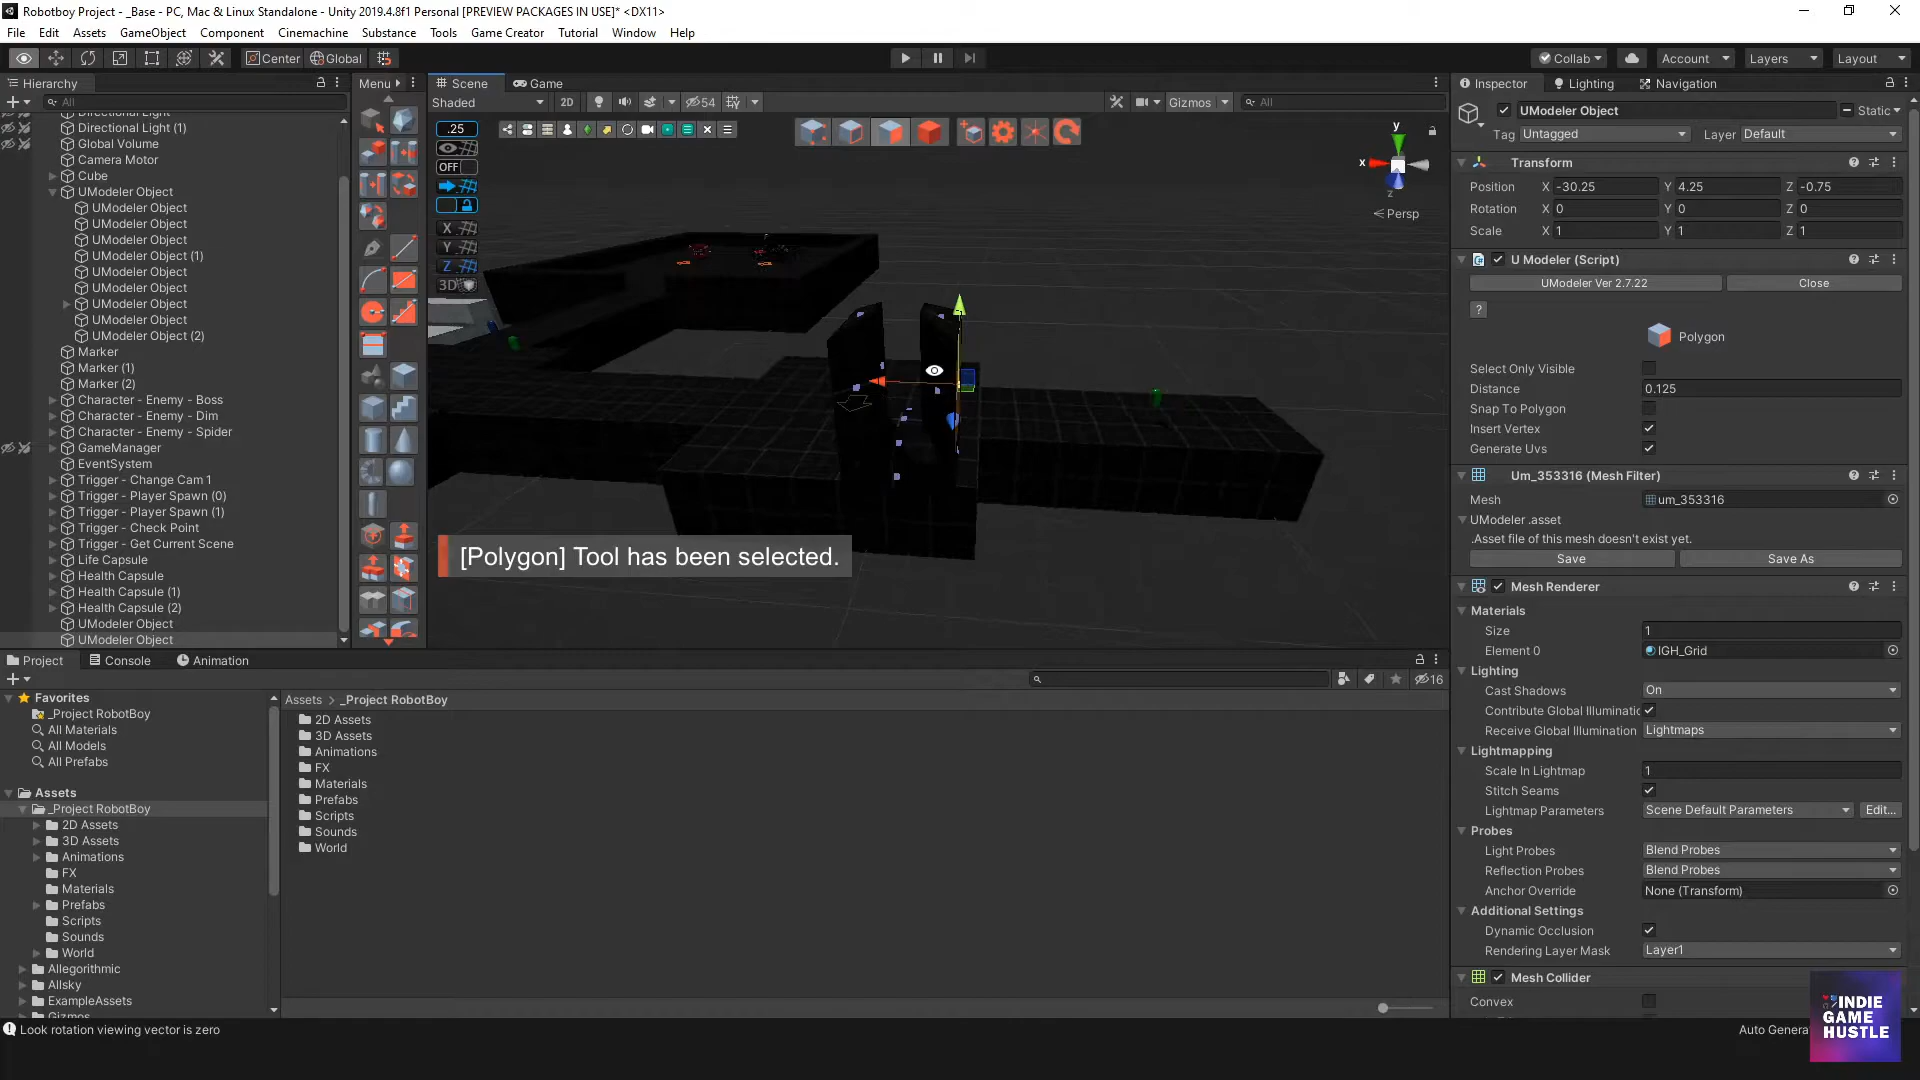 Robotboy Project - _Base - PC, Mac & Linux Standalone - Unity 2019.4.8f1 Personal [PREVIEW PACKAGES IN USE]* <DX11>
File Edit Assets GameObject Component Cinemachine Substance Tools Game Creator Tutorial Window Help
Center Global Collab Account Layers Layout
Hierarchy Menu Scene Game Inspector Lighting Navigation
All
Shaded 2D 54 Gizmos All
Directional Light
Directional Light (1)
Global Volume
Camera Motor
Cube
UModeler Object
UModeler Object
UModeler Object
UModeler Object
UModeler Object (1)
UModeler Object
UModeler Object
UModeler Object
UModeler Object
UModeler Object (2)
Marker
Marker (1)
Marker (2)
Character - Enemy - Boss
Character - Enemy - Dim
Character - Enemy - Spider
GameManager
EventSystem
Trigger - Change Cam 1
Trigger - Player Spawn (0)
Trigger - Player Spawn (1)
Trigger - Check Point
Trigger - Get Current Scene
Life Capsule
Health Capsule
Health Capsule (1)
Health Capsule (2)
UModeler Object
UModeler Object
.25
OFF
X
Y
Z
3D
y
x
z
Persp
[Polygon] Tool has been selected.
UModeler Object Static
Tag Untagged Layer Default
Transform
Position X -30.25 Y 4.25 Z -0.75
Rotation X 0 Y 0 Z 0
Scale X 1 Y 1 Z 1
U Modeler (Script)
UModeler Ver 2.7.22 Close
?
Polygon
Select Only Visible
Distance 0.125
Snap To Polygon
Insert Vertex
Generate Uvs
Um_353316 (Mesh Filter)
Mesh um_353316
UModeler .asset
.Asset file of this mesh doesn't exist yet.
Save Save As
Mesh Renderer
Materials
Size 1
Element 0 IGH_Grid
Lighting
Cast Shadows On
Contribute Global Illuminatic
Receive Global Illumination Lightmaps
Lightmapping
Scale In Lightmap 1
Stitch Seams
Lightmap Parameters Scene Default Parameters Edit...
Probes
Light Probes Blend Probes
Reflection Probes Blend Probes
Anchor Override None (Transform)
Additional Settings
Dynamic Occlusion
Rendering Layer Mask Layer1
Mesh Collider
Convex
Project Console Animation
16
Favorites
_Project RobotBoy
All Materials
All Models
All Prefabs
Assets
_Project RobotBoy
2D Assets
3D Assets
Animations
FX
Materials
Prefabs
Scripts
Sounds
World
Allegorithmic
Allsky
ExampleAssets
Gizmos
Assets > _Project RobotBoy
2D Assets
3D Assets
Animations
FX
Materials
Prefabs
Scripts
Sounds
World
Look rotation viewing vector is zero
Auto Genera
INDIE
GAME
HUSTLE